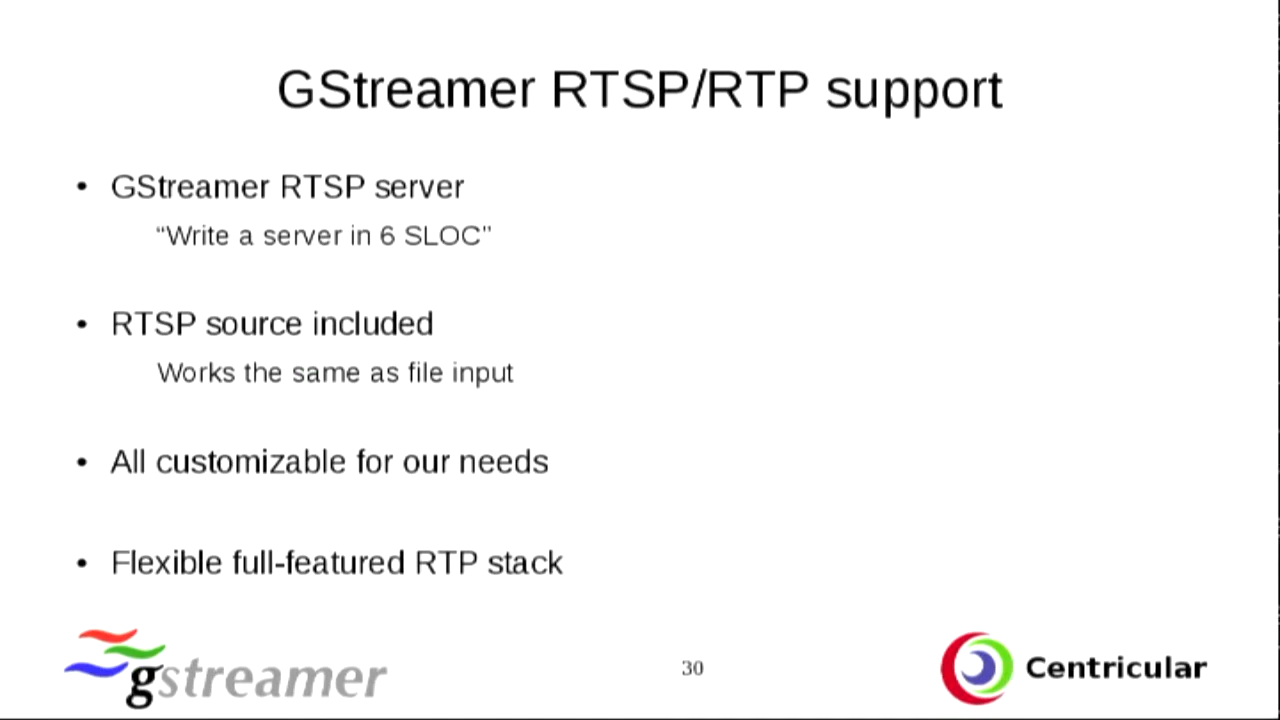 GStreamer RTSP/RTP support
• GStreamer RTSP server
“Write a server in 6 SLOC”
• RTSP source included
Works the same as file input
• All customizable for our needs
• Flexible full-featured RTP stack
gstreamer
30
Centricular